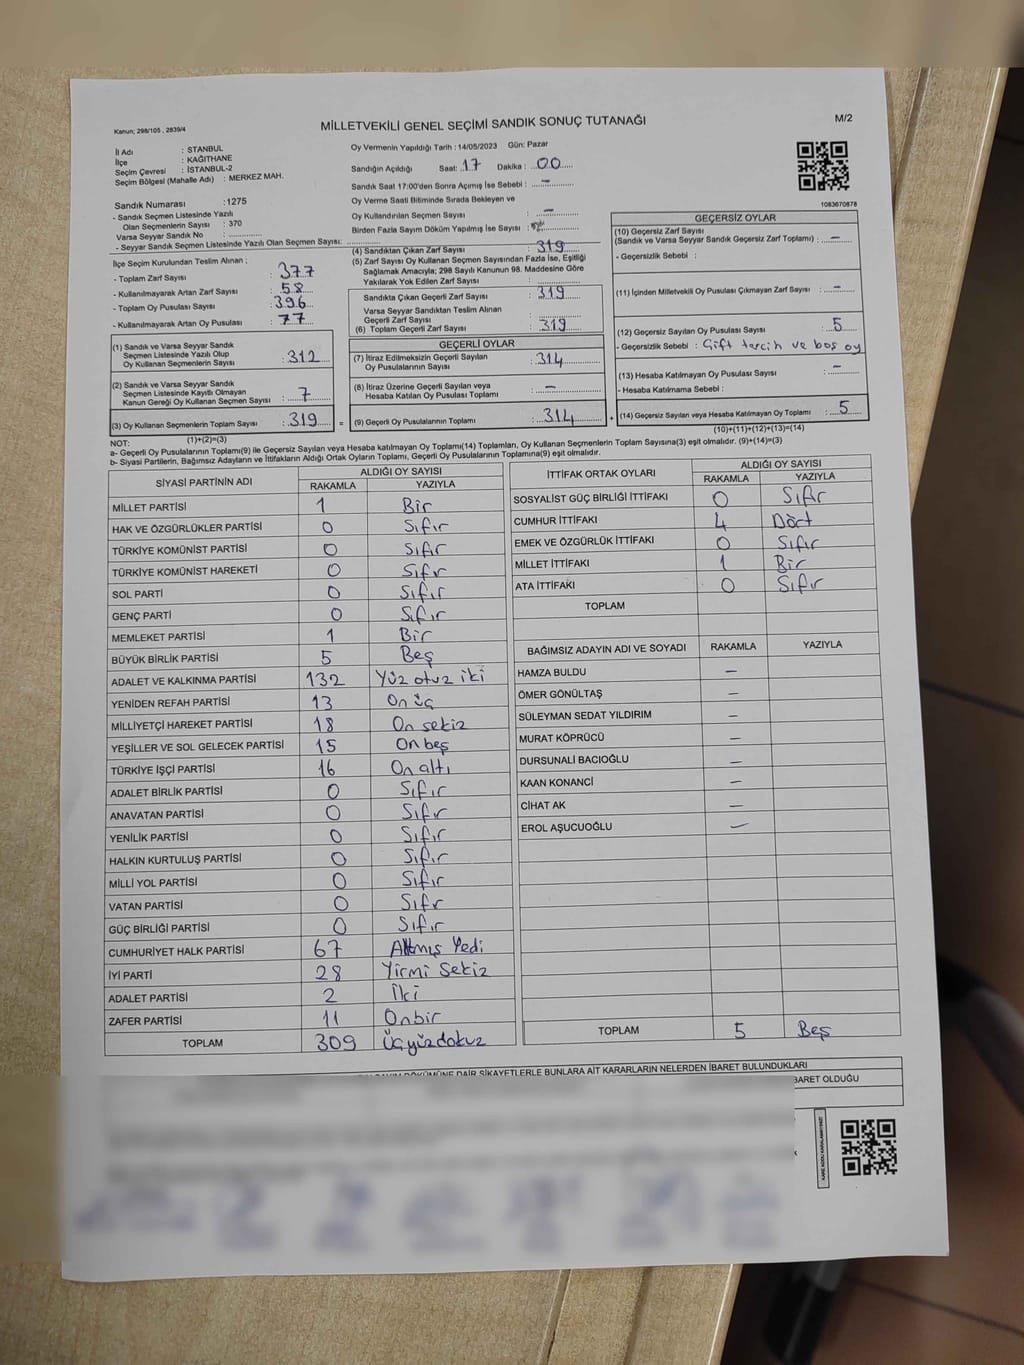 Kanun; 298/105 , 2839/4
MİLLETVEKİLİ GENEL SEÇİMİ SANDIK SONUÇ TUTANAĞI
M/2
İl Adı : STANBUL
İlçe : KAĞITHANE
Seçim Çevresi : İSTANBUL-2
Seçim Bölgesi (Mahalle Adı) : MERKEZ MAH.
Sandık Numarası :1275
- Sandık Seçmen Listesinde Yazılı
Olan Seçmenlerin Sayısı : 370
Varsa Seyyar Sandık No :
- Seyyar Sandık Seçmen Listesinde Yazılı Olan Seçmen Sayısı:
Oy Vermenin Yapıldığı Tarih : 14/05/2023 Gün: Pazar
Sandığın Açıldığı Saat: 17 Dakika : 00
Sandık Saat 17:00'den Sonra Açımış İse Sebebi : –
Oy Verme Saati Bitiminde Sırada Bekleyen ve
Oy Kullandırılan Seçmen Sayısı : –
Birden Fazla Sayım Döküm Yapılmış İse Sayısı :
1083670878
İlçe Seçim Kurulundan Teslim Alınan ;
- Toplam Zarf Sayısı : 377
- Kullanılmayarak Artan Zarf Sayısı : 58
- Toplam Oy Pusulası Sayısı : 396
- Kullanılmayarak Artan Oy Pusulası : 77
(1) Sandık ve Varsa Seyyar Sandık
Seçmen Listesinde Yazılı Olup
Oy Kullanan Seçmenlerin Sayısı : 312
(2) Sandık ve Varsa Seyyar Sandık
Seçmen Listesinde Kayıtlı Olmayan
Kanun Gereği Oy Kullanan Seçmen Sayısı : 7
(3) Oy Kullanan Seçmenlerin Toplam Sayısı : 319 =
(1)+(2)=(3)
(4) Sandıktan Çıkan Zarf Sayısı : 319
(5) Zarf Sayısı Oy Kullanan Seçmen Sayısından Fazla İse, Eşitliği
Sağlamak Amacıyla; 298 Sayılı Kanunun 98. Maddesine Göre
Yakılarak Yok Edilen Zarf Sayısı :
Sandıkta Çıkan Geçerli Zarf Sayısı : 319
Varsa Seyyar Sandıktan Teslim Alınan
Geçerli Zarf Sayısı :
(6) Toplam Geçerli Zarf Sayısı : 319
GEÇERLİ OYLAR
(7) İtiraz Edilmeksizin Geçerli Sayılan
Oy Pusulalarının Sayısı : 314
(8) İtiraz Üzerine Geçerli Sayılan veya
Hesaba Katılan Oy Pusulası Toplamı : –
(9) Geçerli Oy Pusulalarının Toplamı : 314 +
GEÇERSİZ OYLAR
(10) Geçersiz Zarf Sayısı
(Sandık ve Varsa Seyyar Sandık Geçersiz Zarf Toplamı) : –
- Geçersizlik Sebebi :
(11) İçinden Milletvekili Oy Pusulası Çıkmayan Zarf Sayısı : –
(12) Geçersiz Sayılan Oy Pusulası Sayısı : 5
- Geçersizlik Sebebi : Çift tercih ve boş oy
(13) Hesaba Katılmayan Oy Pusulası Sayısı : –
- Hesaba Katılmama Sebebi :
(14) Geçersiz Sayılan veya Hesaba Katılmayan Oy Toplamı : 5
(10)+(11)+(12)+(13)=(14)
NOT:
a- Geçerli Oy Pusulalarının Toplamı(9) ile Geçersiz Sayılan veya Hesaba katılmayan Oy Toplamı(14) Toplamları, Oy Kullanan Seçmenlerin Toplam Sayısına(3) eşit olmalıdır. (9)+(14)=(3)
b- Siyasi Partilerin, Bağımsız Adayların ve İttifakların Aldığı Ortak Oyların Toplamı, Geçerli Oy Pusulalarının Toplamına(9) eşit olmalıdır.
SİYASİ PARTİNİN ADI ALDIĞI OY SAYISI
RAKAMLA YAZIYLA
MİLLET PARTİSİ 1 Bir
HAK VE ÖZGÜRLÜKLER PARTİSİ 0 Sıfır
TÜRKİYE KOMÜNİST PARTİSİ 0 Sıfır
TÜRKİYE KOMÜNİST HAREKETİ 0 Sıfır
SOL PARTİ 0 Sıfır
GENÇ PARTİ 0 Sıfır
MEMLEKET PARTİSİ 1 Bir
BÜYÜK BİRLİK PARTİSİ 5 Beş
ADALET VE KALKINMA PARTİSİ 132 Yüz otuz iki
YENİDEN REFAH PARTİSİ 13 On üç
MİLLİYETÇİ HAREKET PARTİSİ 18 On sekiz
YEŞİLLER VE SOL GELECEK PARTİSİ 15 On beş
TÜRKİYE İŞÇİ PARTİSİ 16 On altı
ADALET BİRLİK PARTİSİ 0 Sıfır
ANAVATAN PARTİSİ 0 Sıfır
YENİLİK PARTİSİ 0 Sıfır
HALKIN KURTULUŞ PARTİSİ 0 Sıfır
MİLLİ YOL PARTİSİ 0 Sıfır
VATAN PARTİSİ 0 Sıfır
GÜÇ BİRLİĞİ PARTİSİ 0 Sıfır
CUMHURİYET HALK PARTİSİ 67 Altmış Yedi
İYİ PARTİ 28 Yirmi Sekiz
ADALET PARTİSİ 2 İki
ZAFER PARTİSİ 11 Onbir
TOPLAM 309 Üçyüzdokuz
İTTİFAK ORTAK OYLARI ALDIĞI OY SAYISI
RAKAMLA YAZIYLA
SOSYALİST GÜÇ BİRLİĞİ İTTİFAKI 0 Sıfır
CUMHUR İTTİFAKI 4 Dört
EMEK VE ÖZGÜRLÜK İTTİFAKI 0 Sıfır
MİLLET İTTİFAKI 1 Bir
ATA İTTİFAKI 0 Sıfır
TOPLAM
BAĞIMSIZ ADAYIN ADI VE SOYADI RAKAMLA YAZIYLA
HAMZA BULDU –
ÖMER GÖNÜLTAŞ –
SÜLEYMAN SEDAT YILDIRIM –
MURAT KÖPRÜCÜ –
DURSUNALİ BACIOĞLU –
KAAN KONANCİ –
CİHAT AK –
EROL AŞUCUOĞLU –
TOPLAM 5 Beş
DÖKÜMÜNE DAİR ŞİKAYETLERLE BUNLARA AİT KARARLARIN NELERDEN İBARET BULUNDUKLARI
BARET OLDUĞU